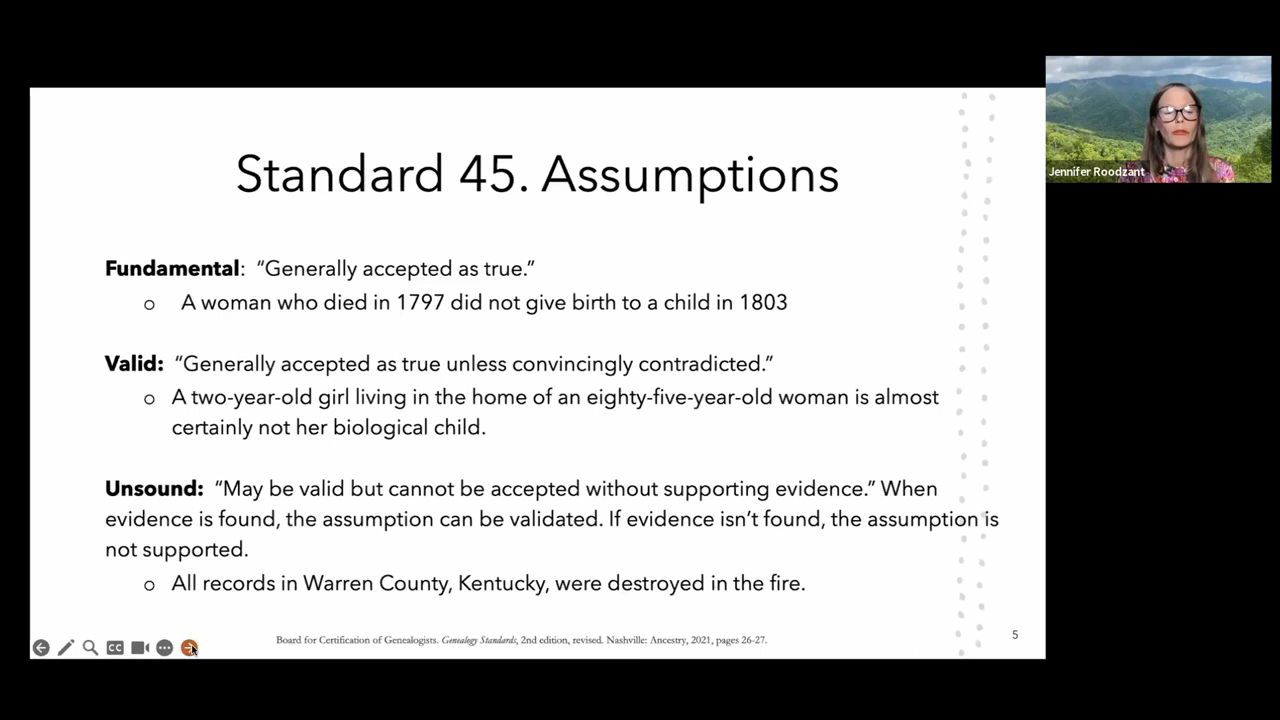 Standard 45. Assumptions
Fundamental: “Generally accepted as true.”
o A woman who died in 1797 did not give birth to a child in 1803
Valid: “Generally accepted as true unless convincingly contradicted.”
o A two-year-old girl living in the home of an eighty-five-year-old woman is almost
certainly not her biological child.
Unsound: “May be valid but cannot be accepted without supporting evidence.” When
evidence is found, the assumption can be validated. If evidence isn’t found, the assumption is
not supported.
o All records in Warren County, Kentucky, were destroyed in the fire.
CC
Board for Certification of Genealogists. Genealogy Standards, 2nd edition, revised. Nashville: Ancestry, 2021, pages 26-27.
5
Jennifer Roodzant